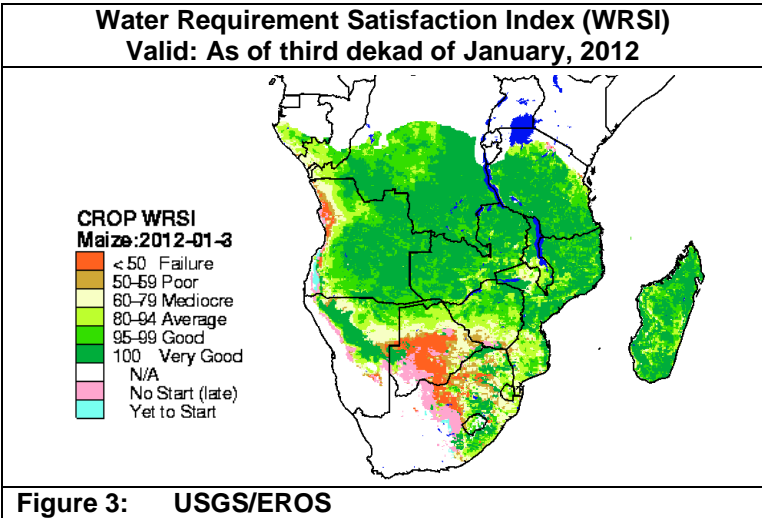 Water Requirement Satisfaction Index (WRSI)
Valid: As of third dekad of January, 2012
CROP WRSI
Maize:2012-01-3
< 50 Failure
50-59 Poor
60-79 Mediocre
80-94 Average
95-99 Good
100 Very Good
N/A
No Start (late)
Yet to Start
Figure 3: USGS/EROS